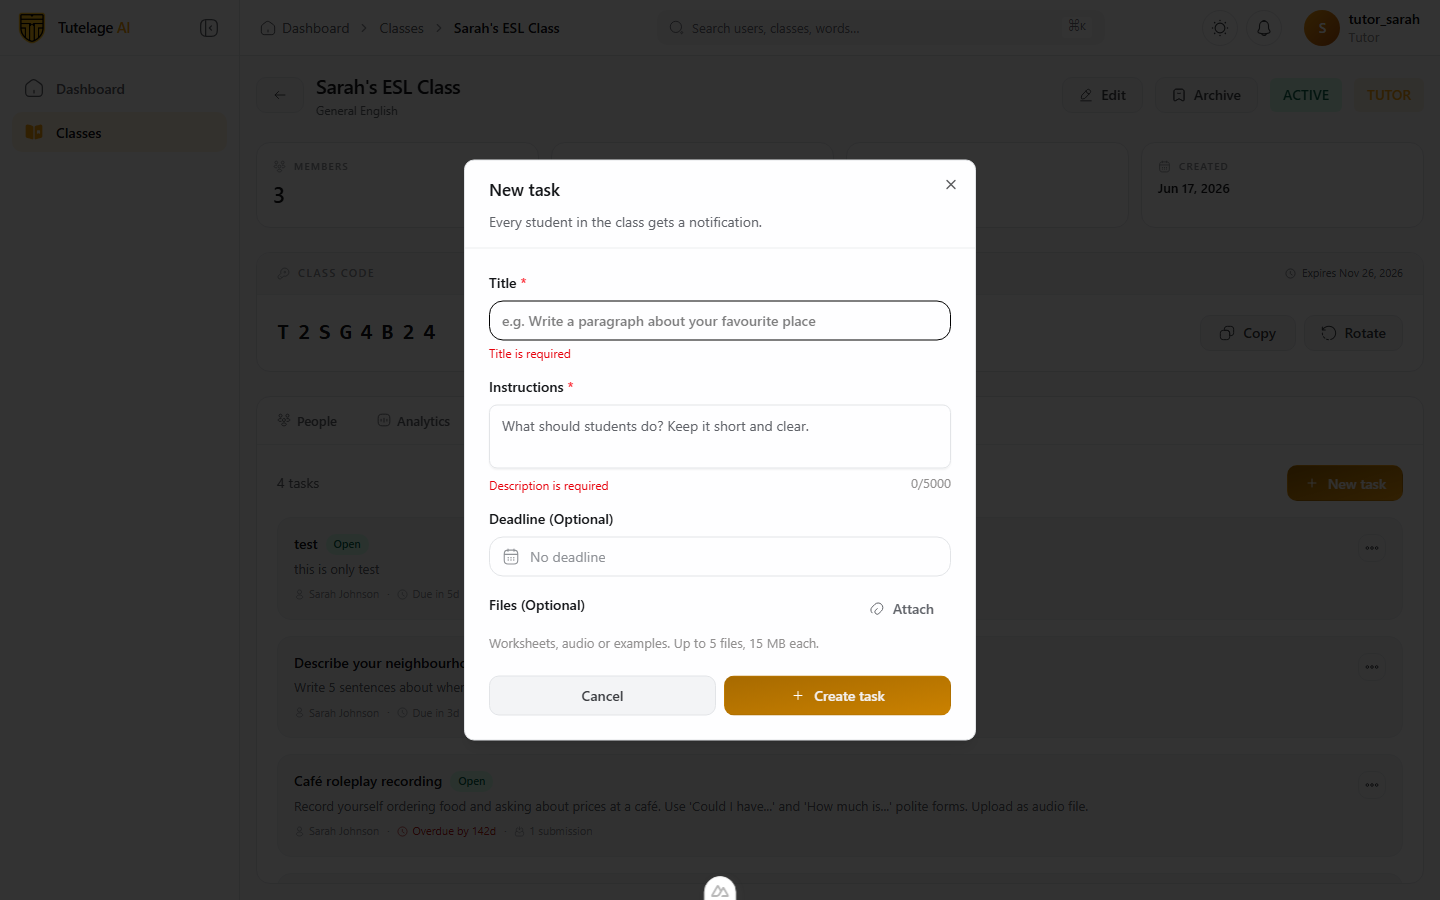 Tutelage AI
Dashboard
Classes
Sarah's ESL Class
Search users, classes, words...
⌘K
S
tutor_sarah
Tutor
Dashboard
Classes
Sarah's ESL Class
General English
Edit
Archive
ACTIVE
TUTOR
MEMBERS
3
CREATED
Jun 17, 2026
CLASS CODE
Expires Nov 26, 2026
T2SG4B24
Copy
Rotate
People
Analytics
4 tasks
New task
test
Open
this is only test
Sarah Johnson · Due in 5d
Describe your
Write 5 sentences about
Sarah Johnson · Due in 3d
Café roleplay recording
Open
Record yourself ordering food and asking about prices at a café. Use 'Could I have...' and 'How much is...' polite forms. Upload as audio file.
Sarah Johnson · Overdue by 142d · 1 submission
New task
Every student in the class gets a notification.
Title *
e.g. Write a paragraph about your favourite place
Title is required
Instructions *
What should students do? Keep it short and clear.
Description is required
0/5000
Deadline (Optional)
No deadline
Files (Optional)
Attach
Worksheets, audio or examples. Up to 5 files, 15 MB each.
Cancel
Create task